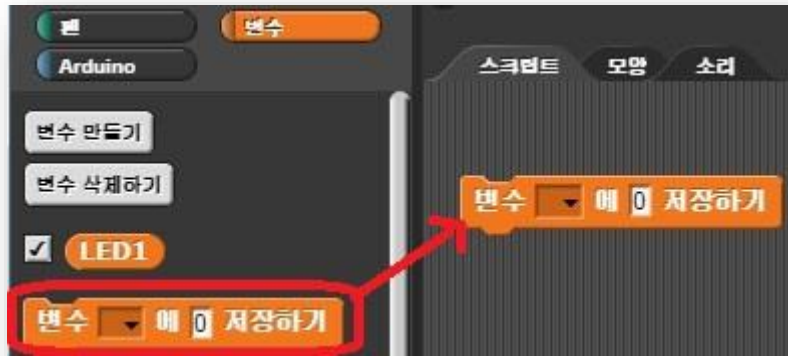 펜 변수
Arduino
변수 만들기
변수 삭제하기
LED1
변수 에 0 저장하기
스크립트 모양 소리
변수 에 0 저장하기